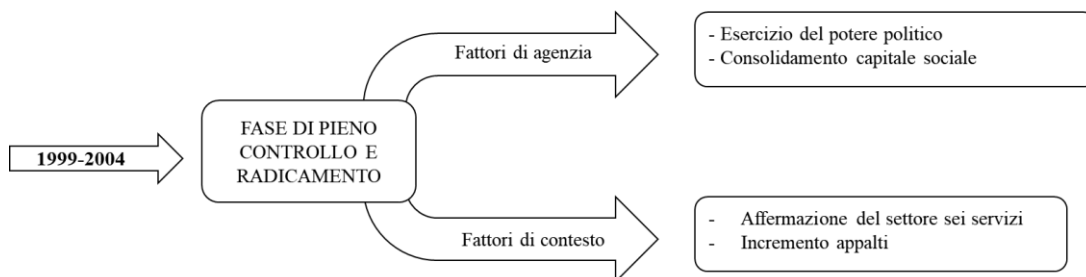 1999-2004
FASE DI PIENO
CONTROLLO E
RADICAMENTO
Fattori di agenzia
- Esercizio del potere politico
- Consolidamento capitale sociale
Fattori di contesto
- Affermazione del settore sei servizi
- Incremento appalti